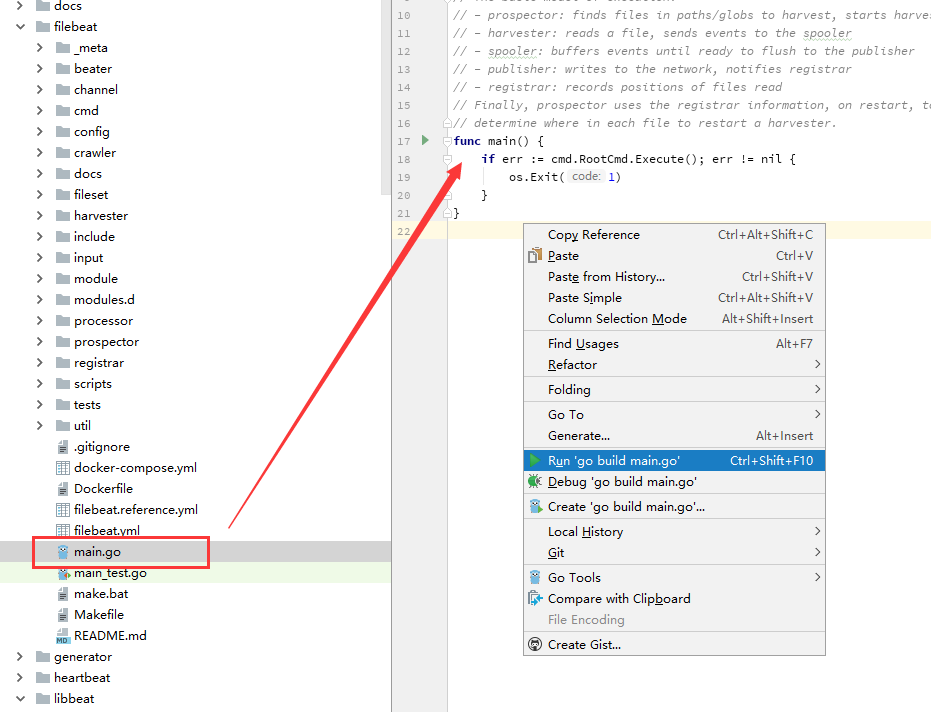 docs
filebeat
_meta
beater
channel
cmd
config
crawler
docs
fileset
harvester
include
input
module
modules.d
processor
prospector
registrar
scripts
tests
util
.gitignore
docker-compose.yml
Dockerfile
filebeat.reference.yml
filebeat.yml
main.go
main_test.go
make.bat
Makefile
MD README.md
generator
heartbeat
libbeat
10 // - prospector: finds files in paths/globs to harvest, starts
11 // - harvester: reads a file, sends events to the spooler
12 // - spooler: buffers events until ready to flush to the publisher
13 // - publisher: writes to the network, notifies registrar
14 // - registrar: records positions of files read
15 // Finally, prospector uses the registrar information, on restart,
16 // determine where in each file to restart a harvester.
17 func main() {
18 if err := cmd.RootCmd.Execute(); err != nil {
19 os.Exit( code: 1)
20 }
21 }
22
Copy Reference Ctrl+Alt+Shift+C
Paste Ctrl+V
Paste from History... Ctrl+Shift+V
Paste Simple Ctrl+Alt+Shift+V
Column Selection Mode Alt+Shift+Insert
Find Usages Alt+F7
Refactor
Folding
Go To
Generate... Alt+Insert
Run 'go build main.go' Ctrl+Shift+F10
Debug 'go build main.go'
Create 'go build main.go'...
Local History
Git
Go Tools
Compare with Clipboard
File Encoding
Create Gist...